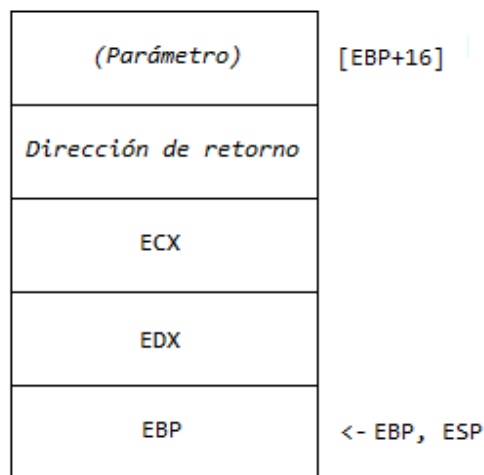 (Parámetro) [EBP+16]
Dirección de retorno
ECX
EDX
EBP <- EBP, ESP